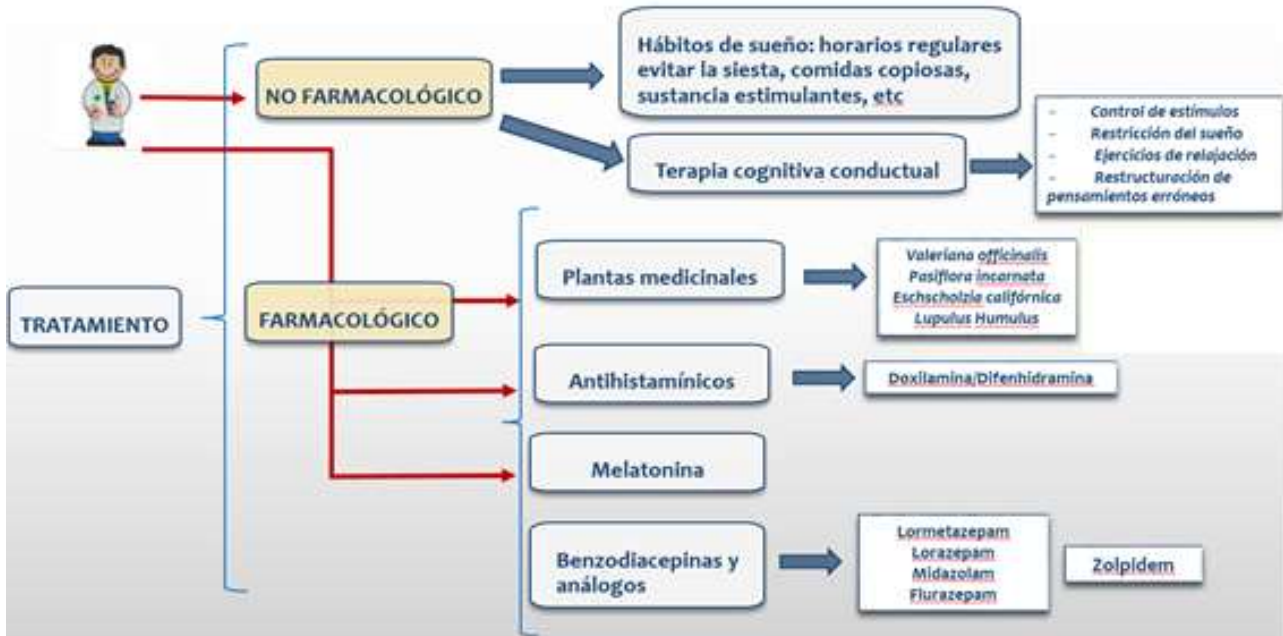 Hábitos de sueño: horarios regulares
evitar la siesta, comidas copiosas,
sustancia estimulantes, etc
NO FARMACOLÓGICO
- Control de estímulos
- Restricción del sueño
- Ejercicios de relajación
- Restructuración de
pensamientos erróneos
Terapia cognitiva conductual
Plantas medicinales
Valeriana officinalis
Pasiflora incarnata
Eschscholzia califórnica
Lupulus Humulus
TRATAMIENTO
FARMACOLÓGICO
Antihistamínicos
Doxilamina/Difenhidramina
Melatonina
Benzodiacepinas y
análogos
Lormetazepam
Lorazepam
Midazolam
Flurazepam
Zolpidem